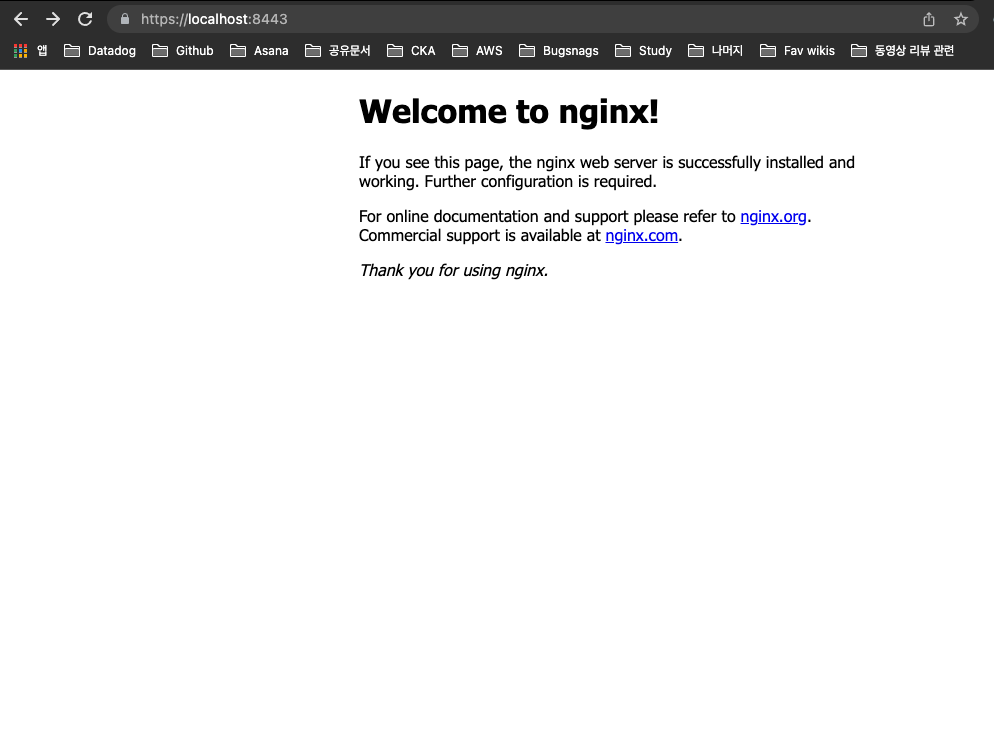 https://localhost:8443
앱 Datadog Github Asana 공유문서 CKA AWS Bugsnags Study 나머지 Fav wikis 동영상 리뷰 관련
Welcome to nginx!
If you see this page, the nginx web server is successfully installed and
working. Further configuration is required.
For online documentation and support please refer to nginx.org.
Commercial support is available at nginx.com.
Thank you for using nginx.